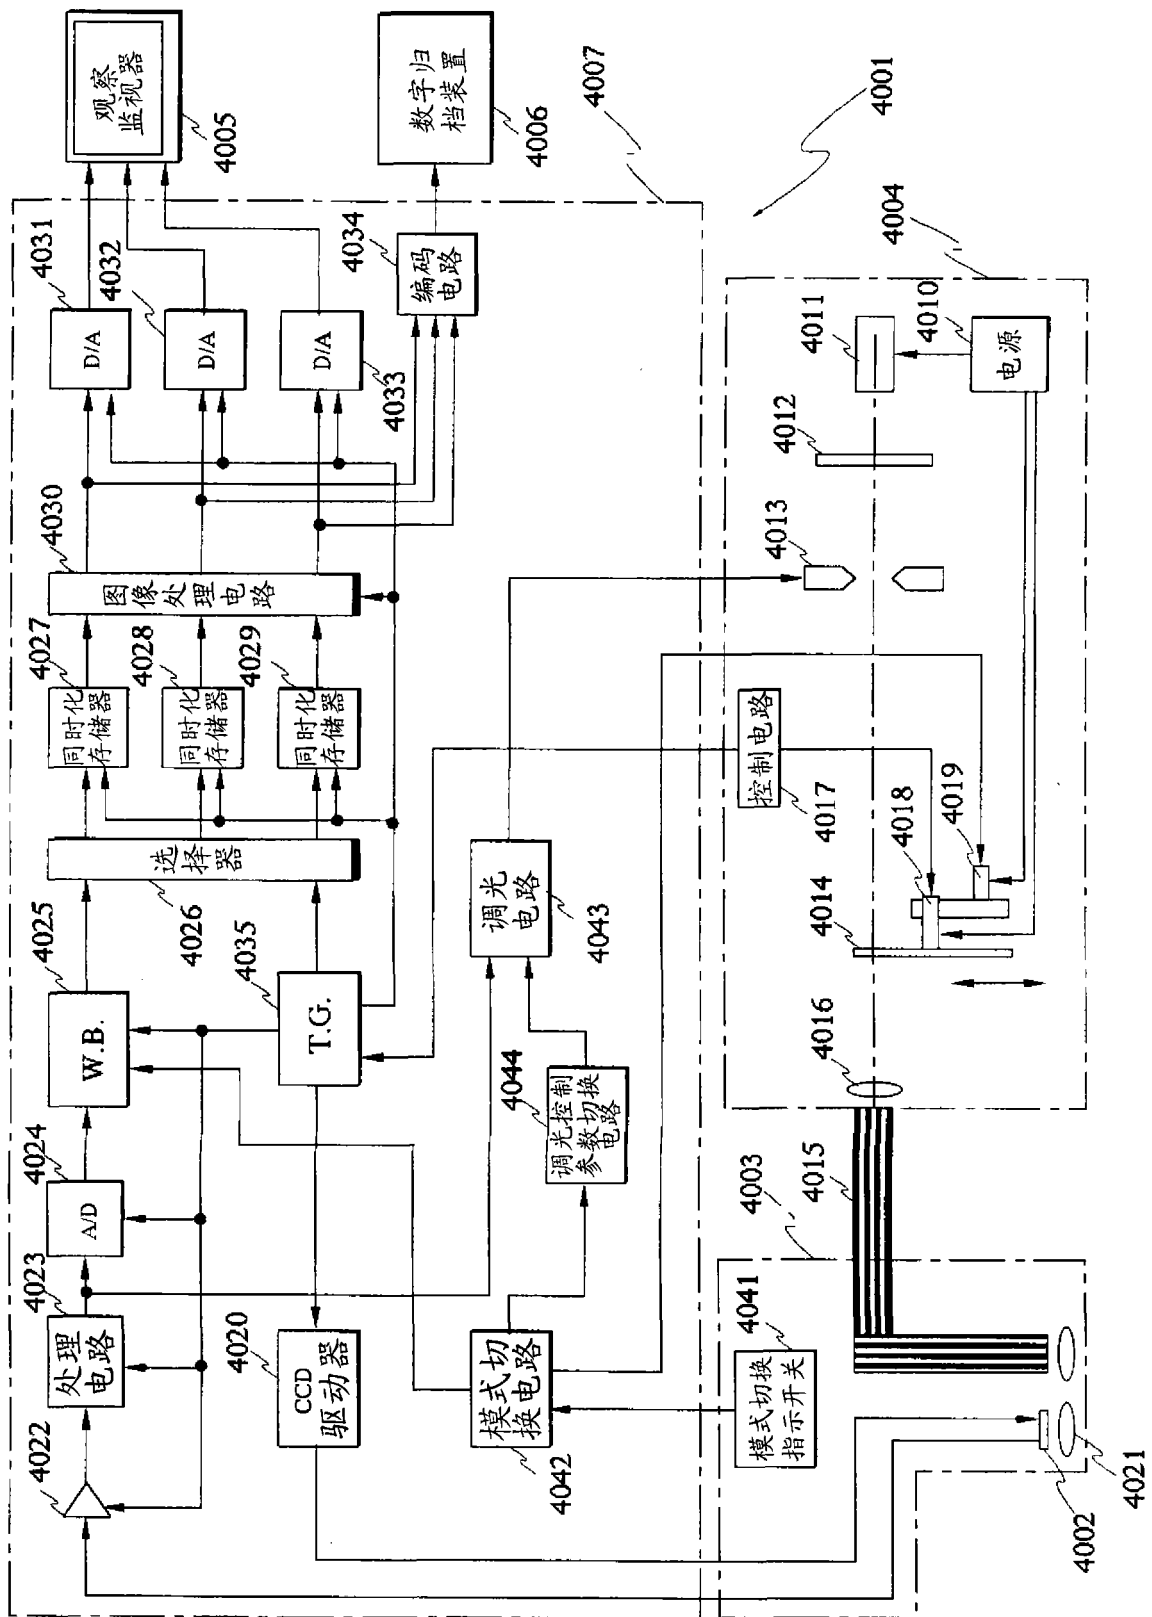 4022
4023
处理
电路
4024
A/D
4025
W.B.
4026
选择器
4027
同时化
存储器
4028
同时化
存储器
4029
同时化
存储器
4030
图像处理电路
4031
D/A
4032
D/A
4033
D/A
观察
监视器
4005
4020
CCD
驱动器
4035
T.G.
4034
编码
电路
数字归
档装置
4006
4042
模式切
换电路
4044
调光控制
参数切换
电路
4043
调光
电路
4007
4001
4041
模式切换
指示开关
4003
4002
4021
4015
4016
4014
4018
4019
4017
控制电路
4013
4012
4011
4010
电源
4004